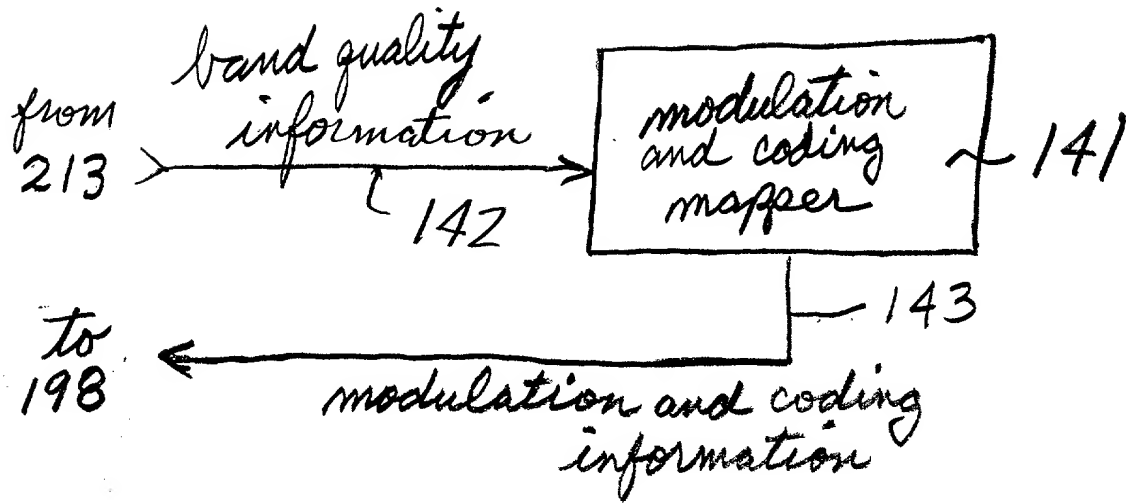 band quality
information
from
213
142
modulation
and coding
mapper
141
143
to
198
modulation and coding
information